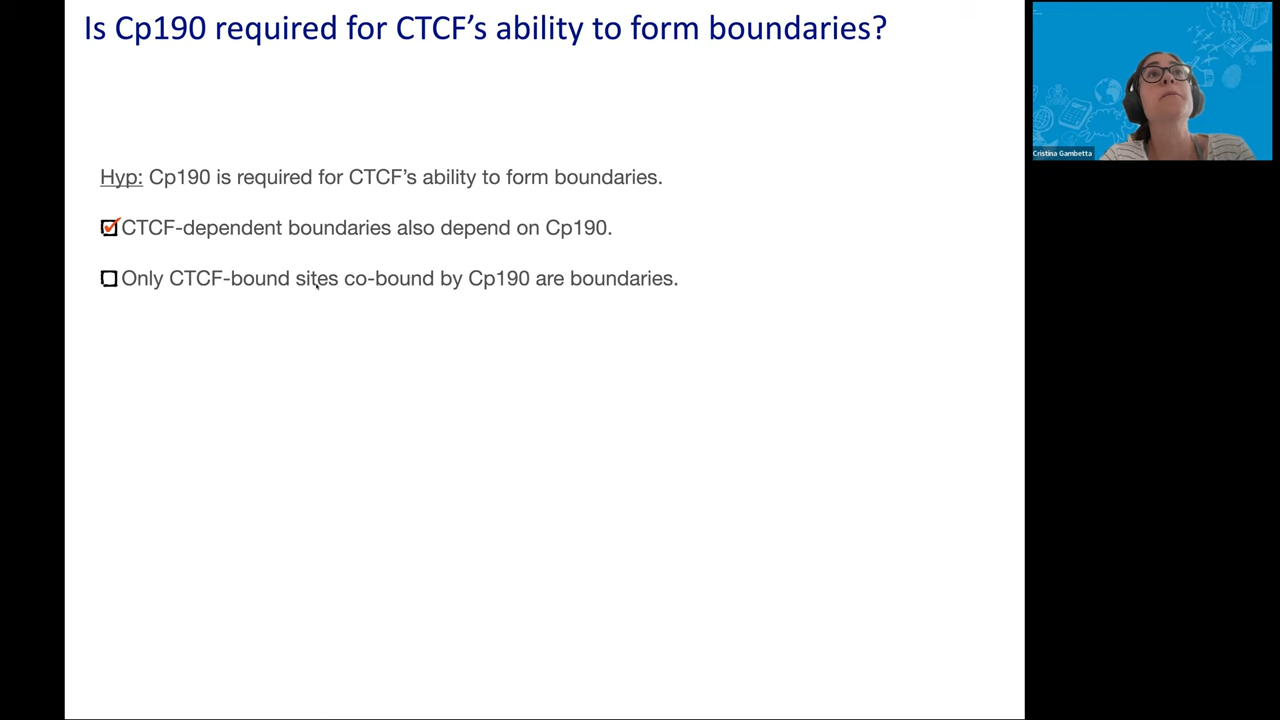 Is Cp190 required for CTCF's ability to form boundaries?
Hyp: Cp190 is required for CTCF's ability to form boundaries.
CTCF-dependent boundaries also depend on Cp190.
Only CTCF-bound sites co-bound by Cp190 are boundaries.
Cristina Gambetta